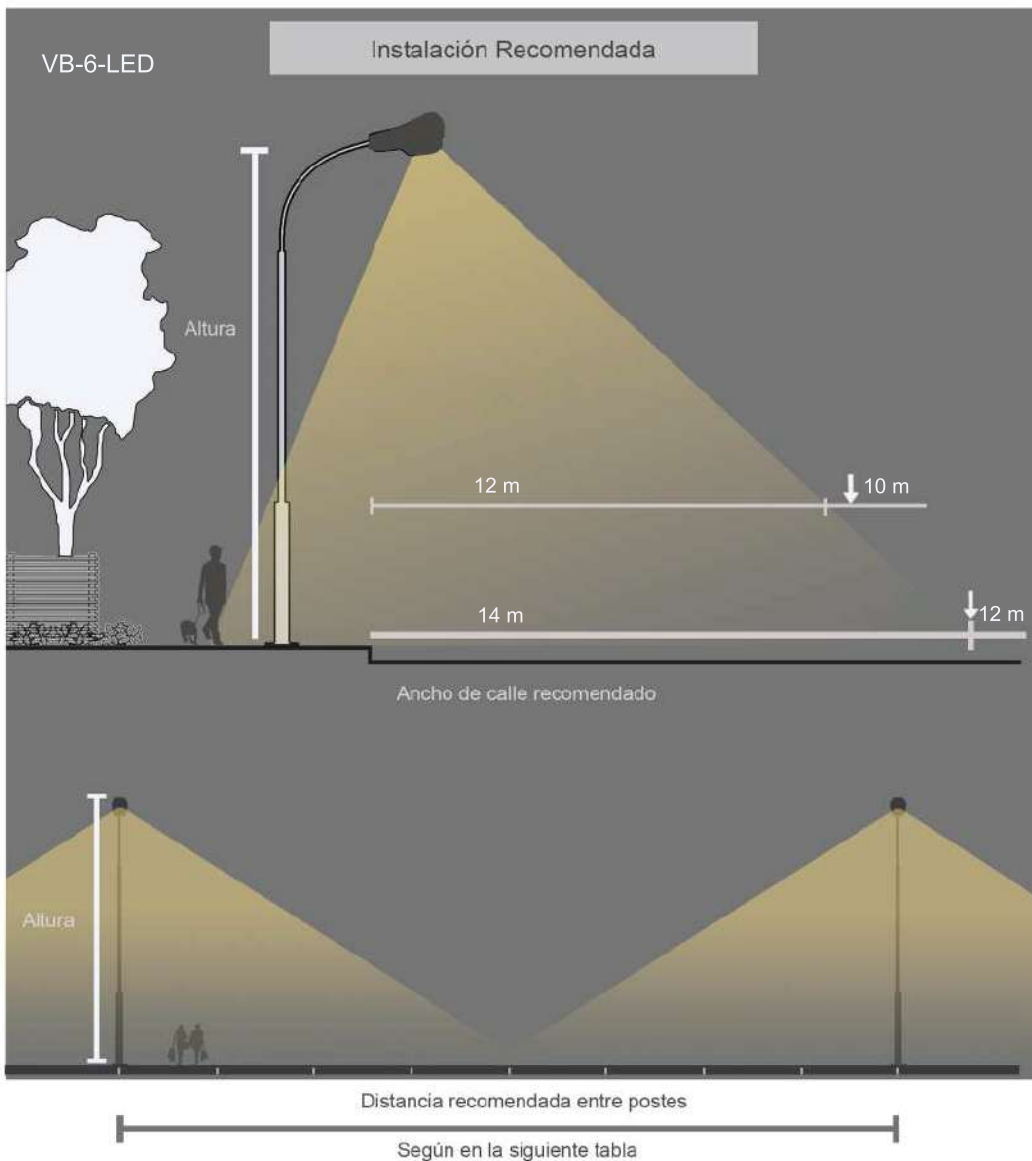 VB-6-LED
Instalación Recomendada
Altura
12 m
10 m
14 m
12 m
Ancho de calle recomendado
Altura
Distancia recomendada entre postes
Según en la siguiente tabla